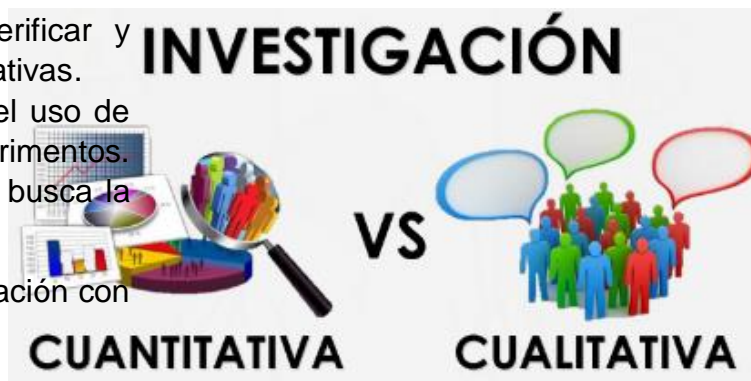 erificar y
INVESTIGACIÓN
ativas.
el uso de
rimentos.
busca la
VS
ación con
CUANTITATIVA
CUALITATIVA